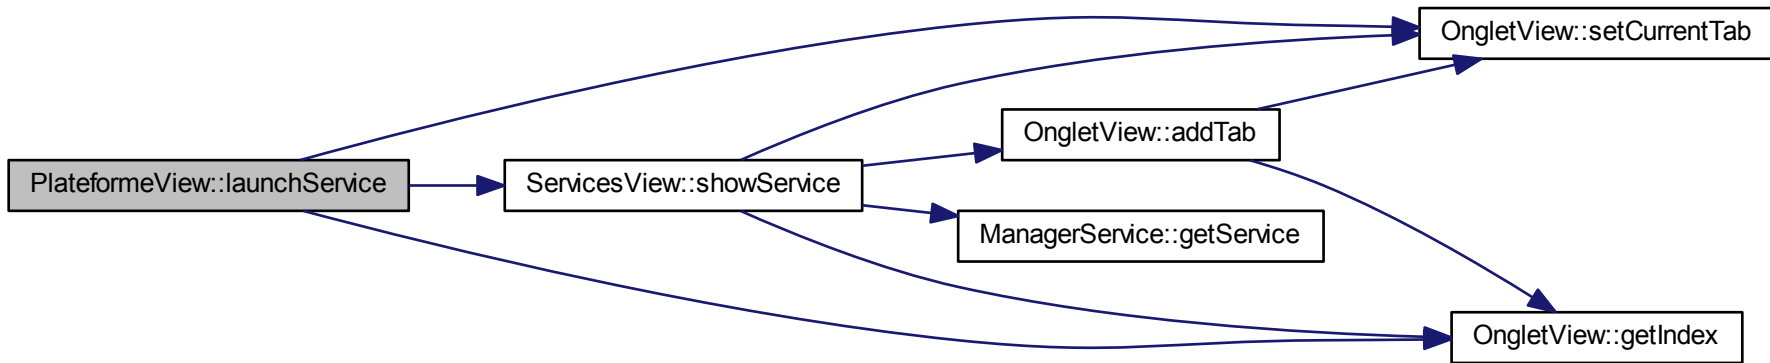 OngletView::setCurrentTab
OngletView::addTab
PlateformeView::launchService
ServicesView::showService
ManagerService::getService
OngletView::getIndex